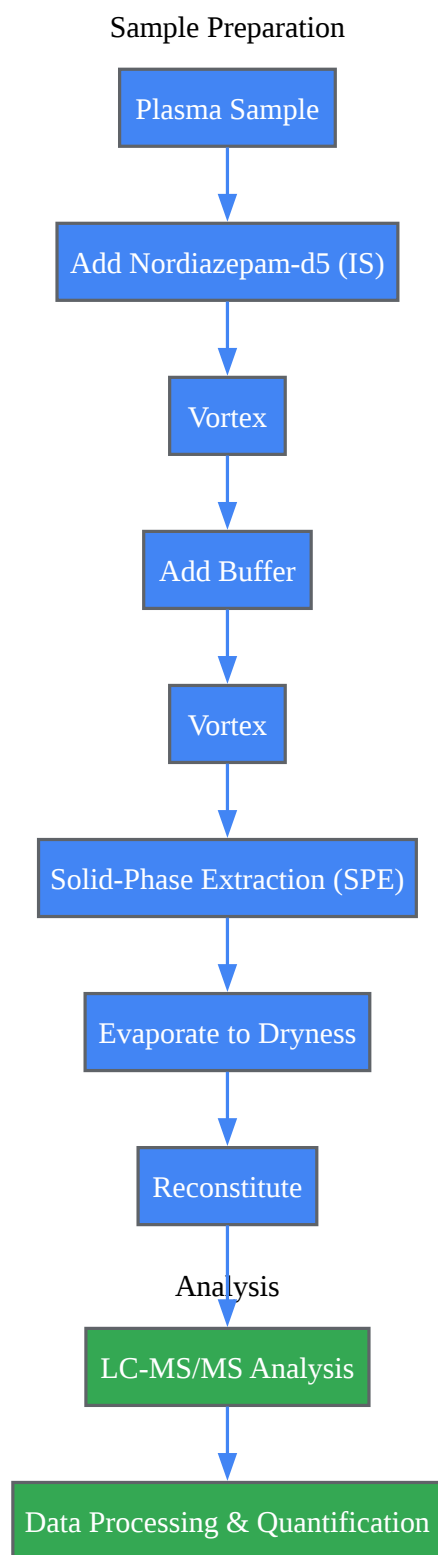 Sample Preparation
Plasma Sample
Add Nordiazepam-d5 (IS)
Vortex
Add Buffer
Vortex
Solid-Phase Extraction (SPE)
Evaporate to Dryness
Reconstitute
Analysis
LC-MS/MS Analysis
Data Processing & Quantification